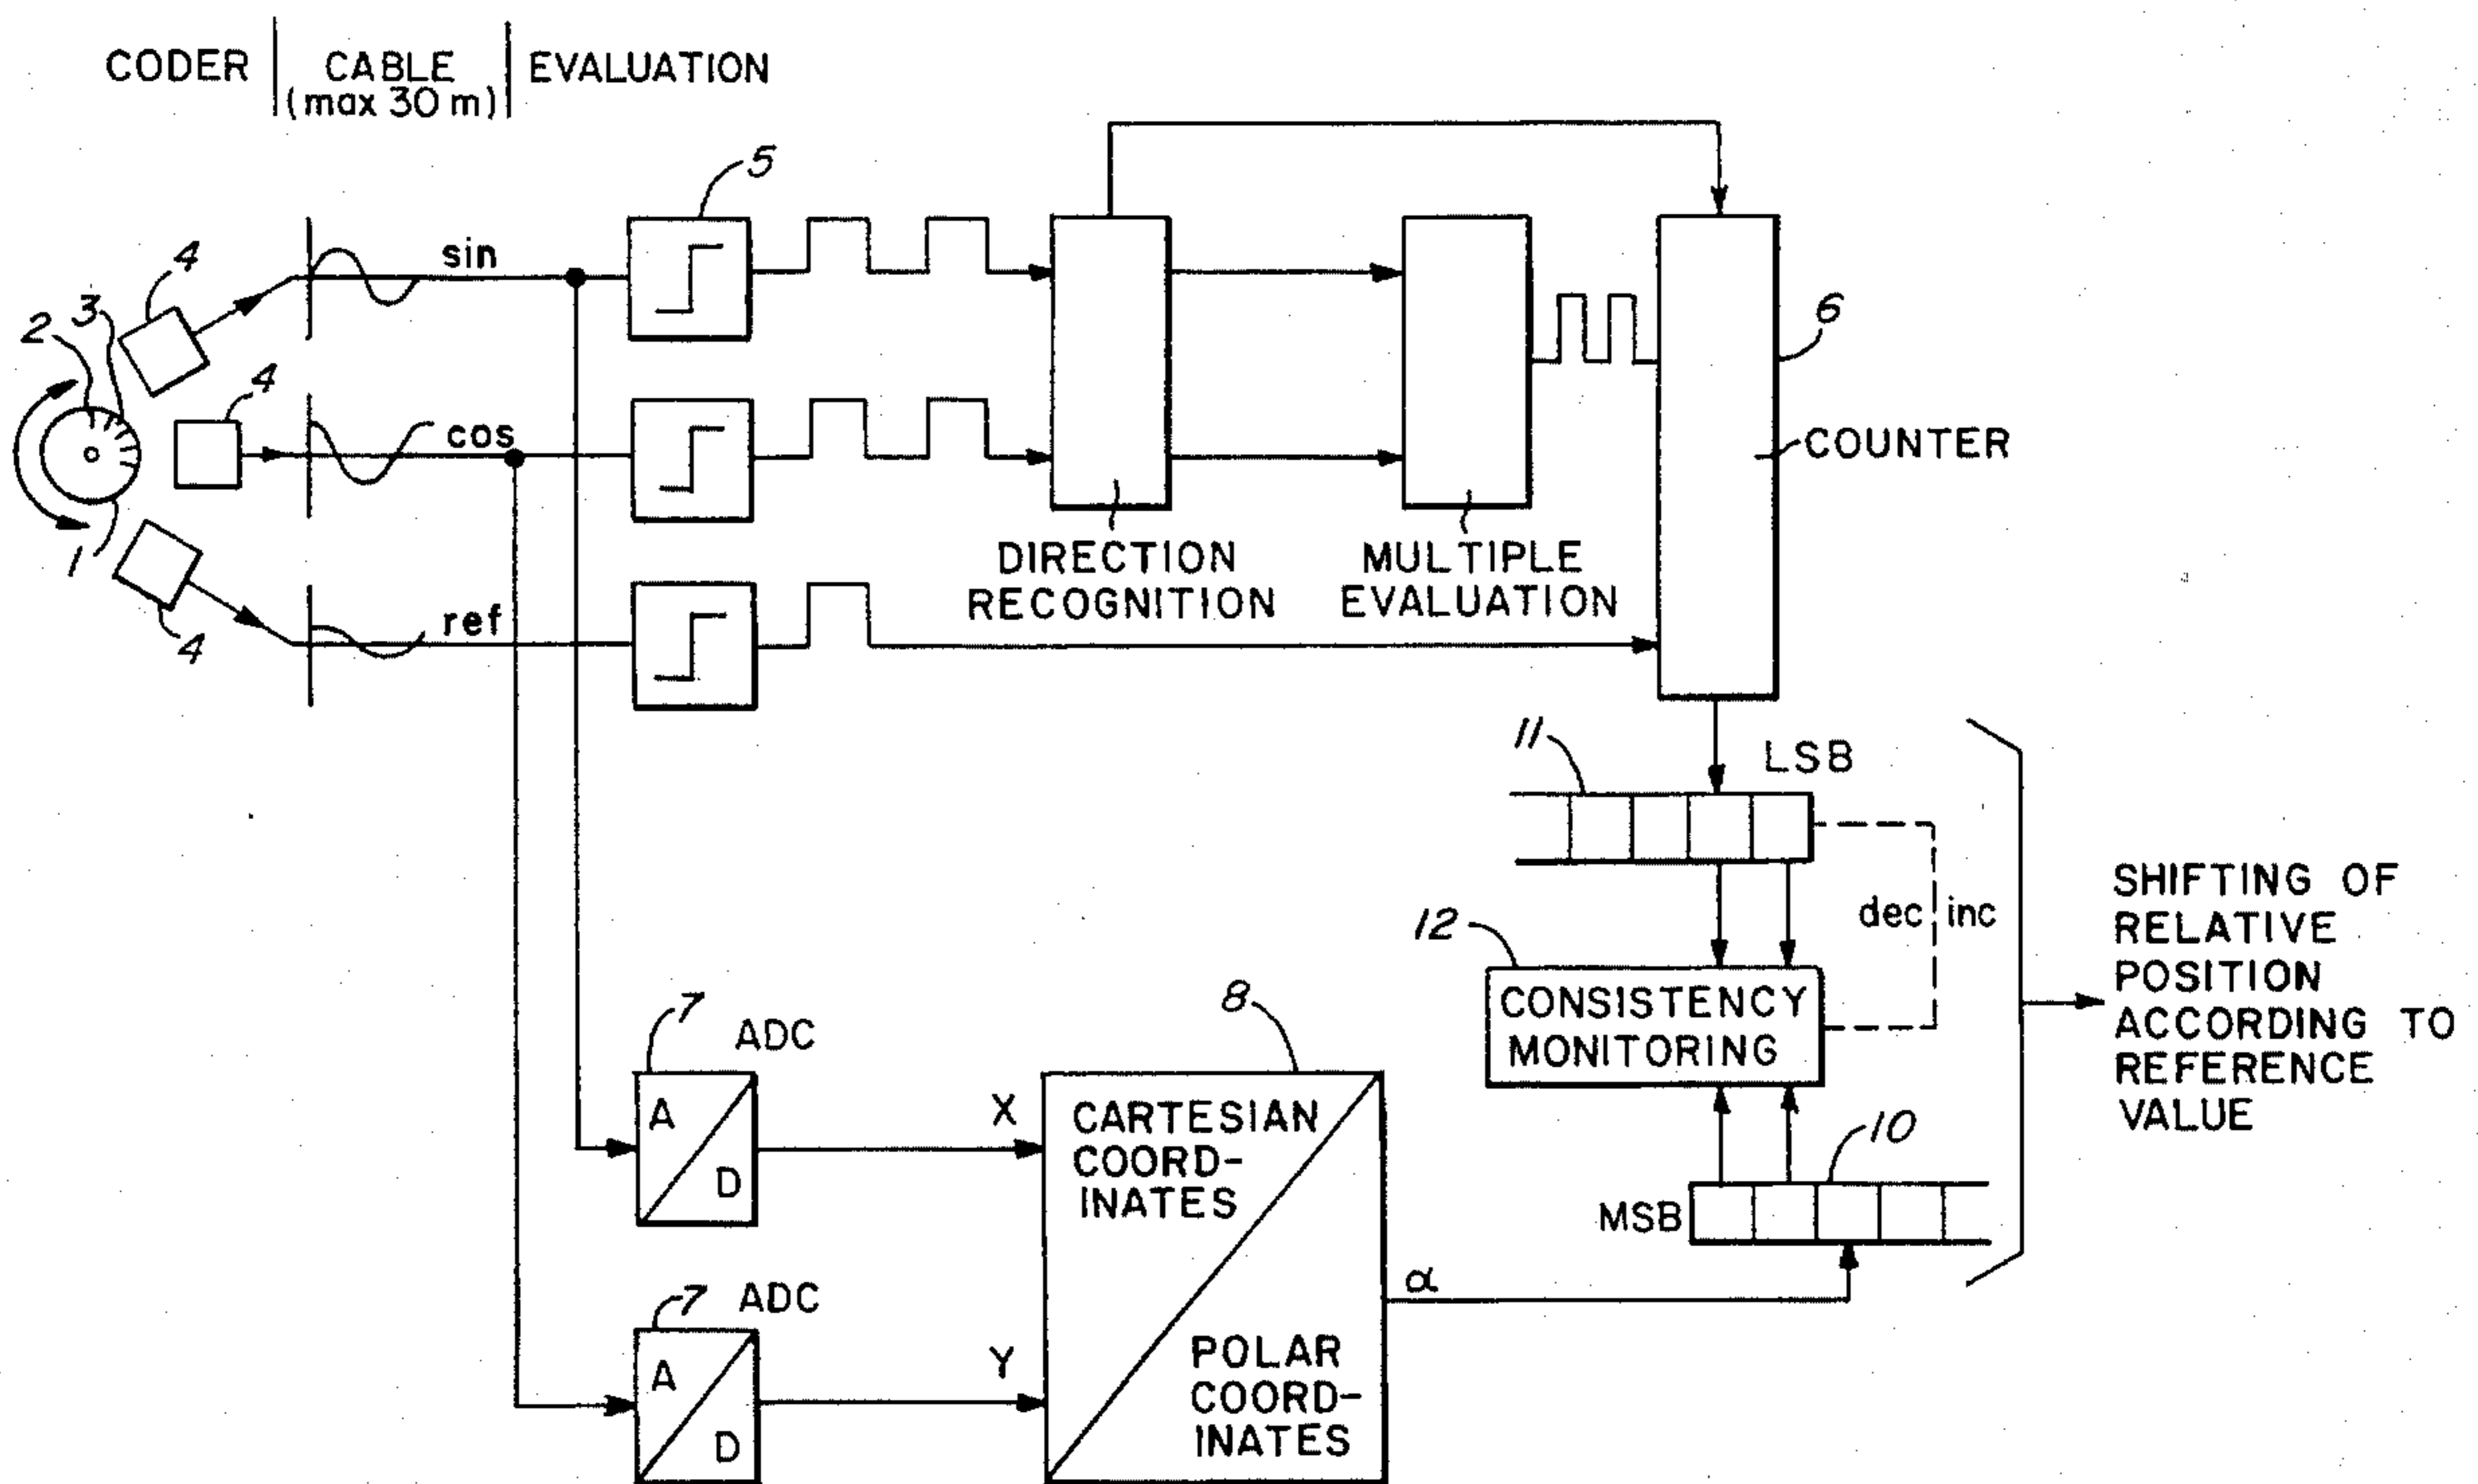 CODER | CABLE | EVALUATION
(max 30 m)
5
sin
4
3
2
6
4
cos
COUNTER
1
DIRECTION
RECOGNITION
MULTIPLE
EVALUATION
4
ref
11
LSB
dec inc
12
CONSISTENCY
MONITORING
SHIFTING OF
RELATIVE
POSITION
ACCORDING TO
REFERENCE
VALUE
7
ADC
A
D
X
8
CARTESIAN
COORD-
INATES
10
MSB
α
7
ADC
A
D
Y
POLAR
COORD-
INATES